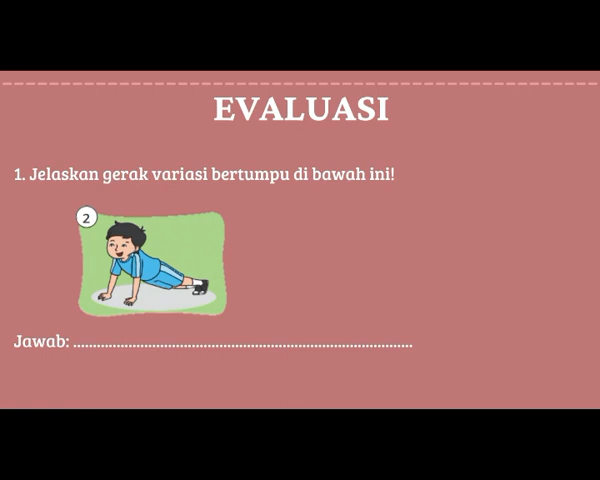 EVALUASI
1. Jelaskan gerak variasi bertumpu di bawah ini!
2
Jawab: ......................................................................................